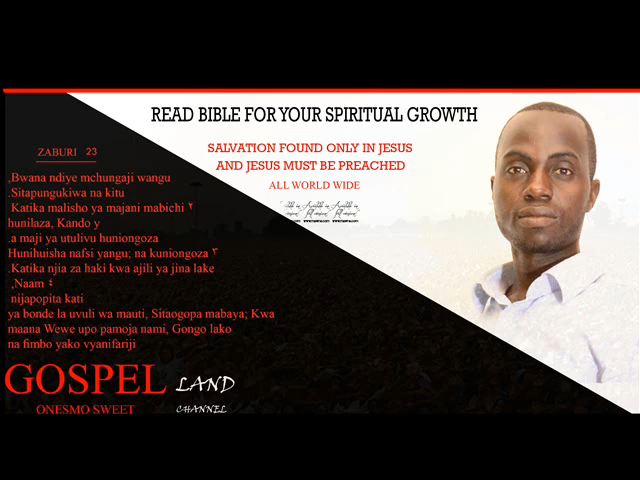 READ BIBLE FOR YOUR SPIRITUAL GROWTH
SALVATION FOUND ONLY IN JESUS
AND JESUS MUST BE PREACHED
ALL WORLD WIDE
ZABURI 23
,Bwana ndiye mchungaji wangu
.Sitapungukiwa na kitu
Katika malisho ya majani mabichi ٢
hunilaza, Kando y
.a maji ya utulivu huniongoza
Hunihuisha nafsi yangu; na kuniongoza ٣
.Katika njia za haki kwa ajili ya jina lake
,Naam ٤
nijapopita kati
ya bonde la uvuli wa mauti, Sitaogopa mabaya; Kwa
maana Wewe upo pamoja nami, Gongo lako
na fimbo yako vyanifariji
GOSPEL LAND
ONESMO SWEET CHANNEL